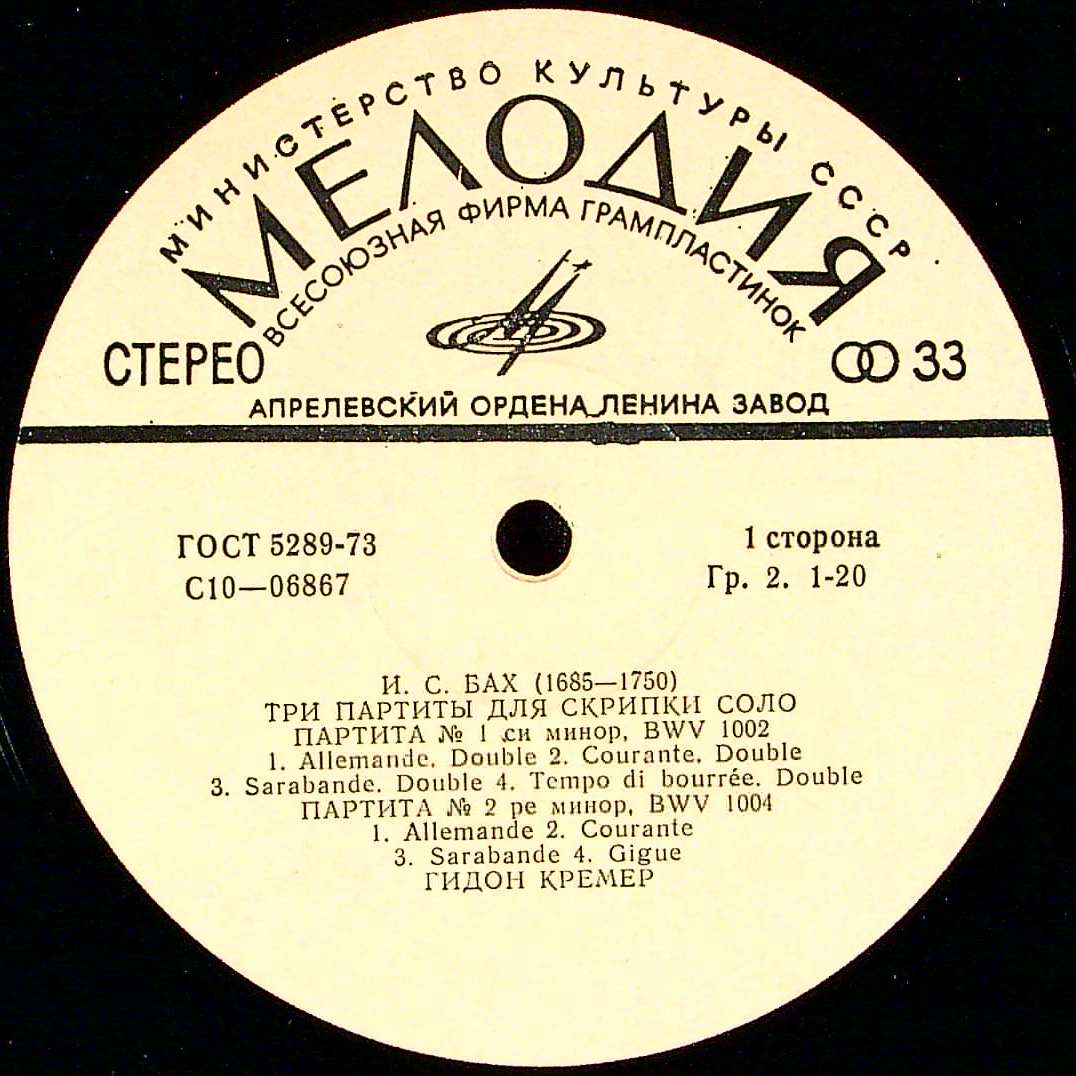 МИНИСТЕРСТВО КУЛЬТУРЫ СССР
МЕЛОДИЯ
ВСЕСОЮЗНАЯ ФИРМА ГРАМПЛАСТИНОК
СТЕРЕО
33
АПРЕЛЕВСКИЙ ОРДЕНА ЛЕНИНА ЗАВОД
ГОСТ 5289-73
1 сторона
С10—06867
Гр. 2. 1-20
И. С. БАХ (1685—1750)
ТРИ ПАРТИТЫ ДЛЯ СКРИПКИ СОЛО
ПАРТИТА № 1 си минор, BWV 1002
1. Allemande. Double 2. Courante. Double
3. Sarabande. Double 4. Tempo di bourrée. Double
ПАРТИТА № 2 ре минор, BWV 1004
1. Allemande 2. Courante
3. Sarabande 4. Gigue
ГИДОН КРЕМЕР